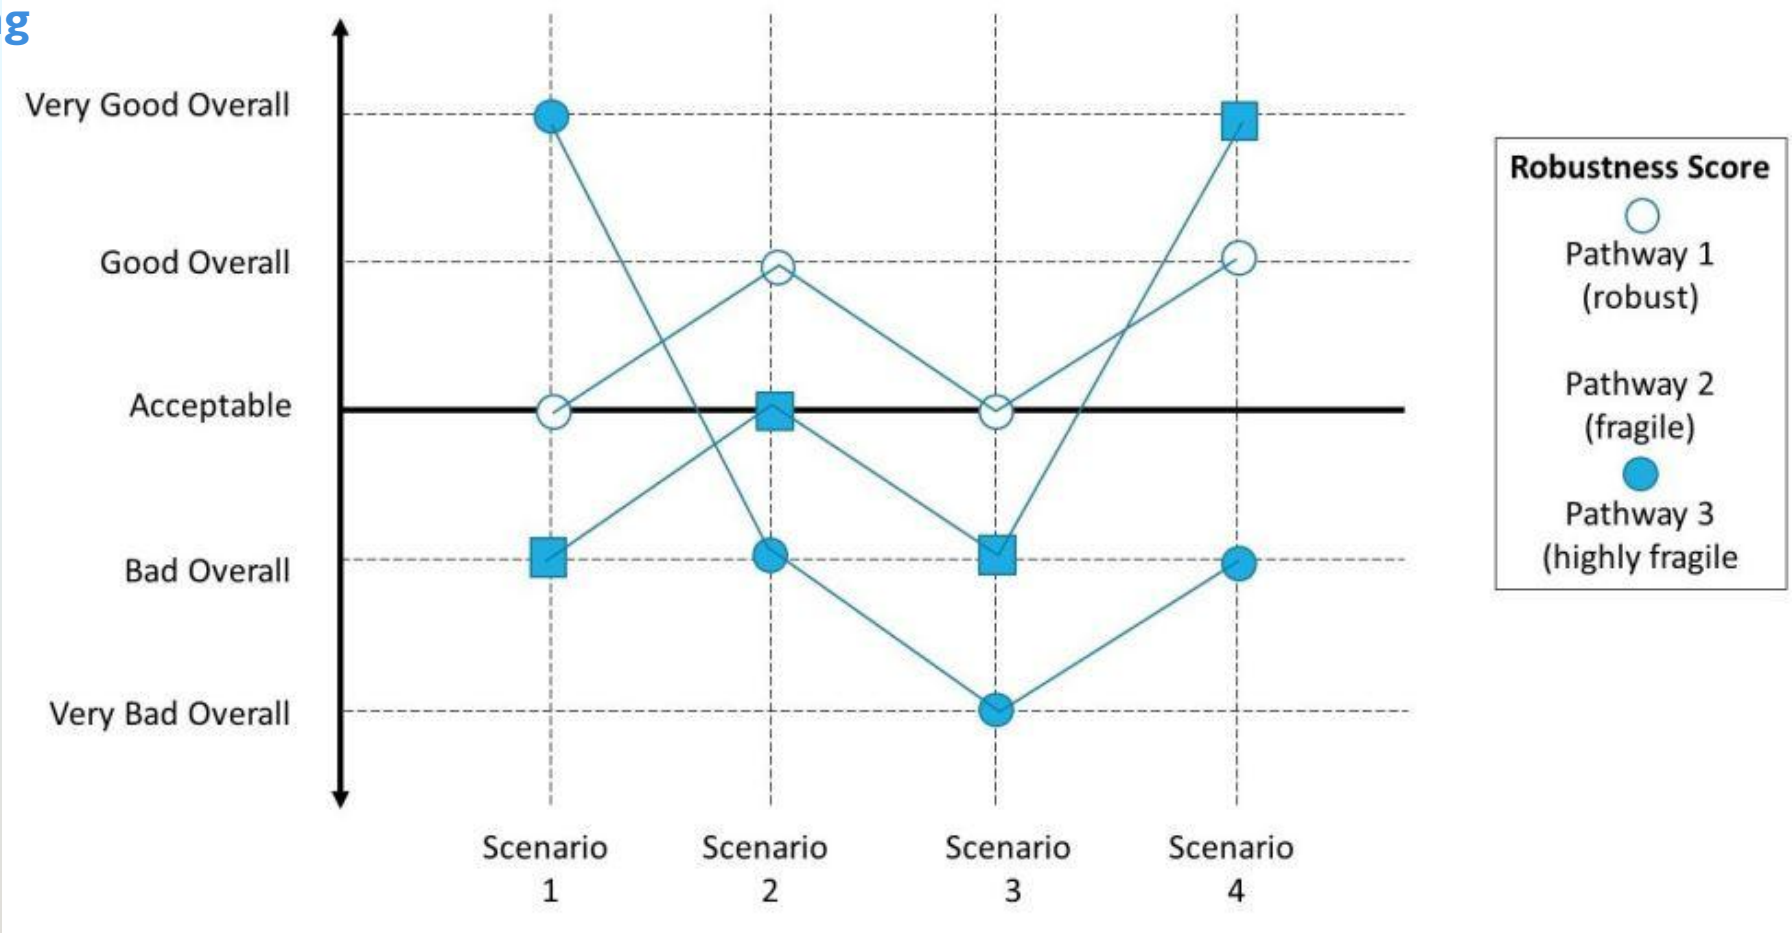 g
Very Good Overall
Good Overall
Acceptable
Bad Overall
Very Bad Overall
Scenario
1
Scenario
2
Scenario
3
Scenario
4
Robustness Score
Pathway 1
(robust)
Pathway 2
(fragile)
Pathway 3
(highly fragile